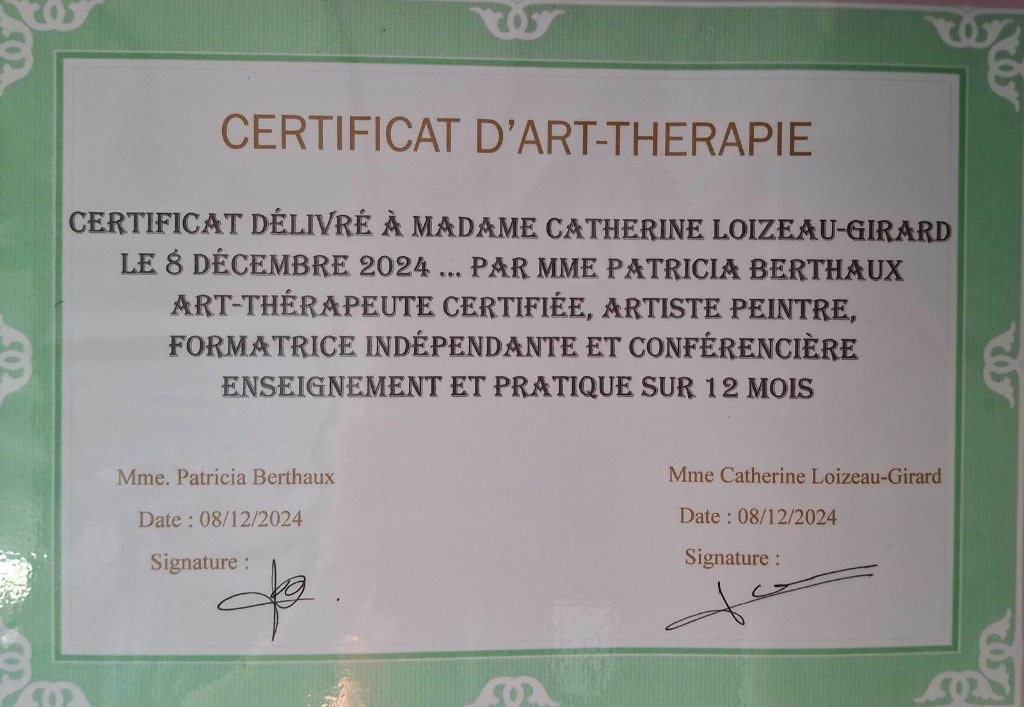 CERTIFICAT D'ART-THERAPIE
CERTIFICAT DÉLIVRÉ À MADAME CATHERINE LOIZEAU-GIRARD
LE 8 DÉCEMBRE 2024 ... PAR MME PATRICIA BERTHAUX
ART-THÉRAPEUTE CERTIFIÉE, ARTISTE PEINTRE,
FORMATRICE INDÉPENDANTE ET CONFÉRENCIÈRE
ENSEIGNEMENT ET PRATIQUE SUR 12 MOIS
Mme. Patricia Berthaux
Date : 08/12/2024
Signature :
Mme Catherine Loizeau-Girard
Date : 08/12/2024
Signature :